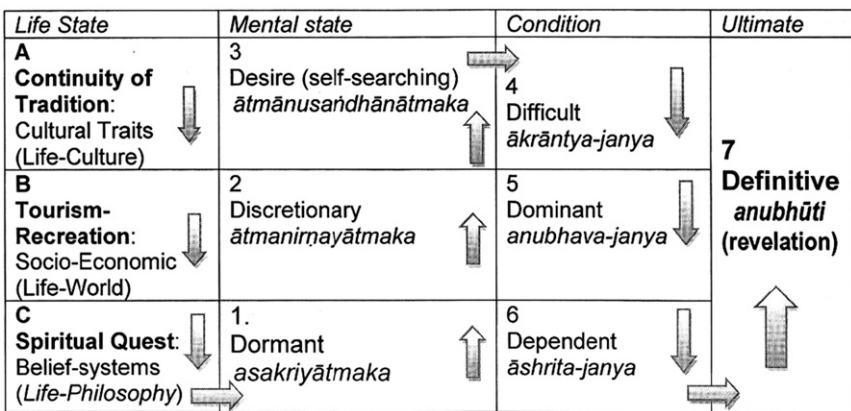 Life State
Mental state
Condition
Ultimate
A
Continuity of
Tradition:
Cultural Traits
(Life-Culture)
3
Desire (self-searching)
ātmānusaṅdhānātmaka
4
Difficult
ākrāntya-janya
B
Tourism-
Recreation:
Socio-Economic
(Life-World)
2
Discretionary
ātmanirṇayātmaka
5
Dominant
anubhava-janya
C
Spiritual Quest:
Belief-systems
(Life-Philosophy)
1.
Dormant
asakriyātmaka
6
Dependent
āshrita-janya
7
Definitive
anubhūti
(revelation)